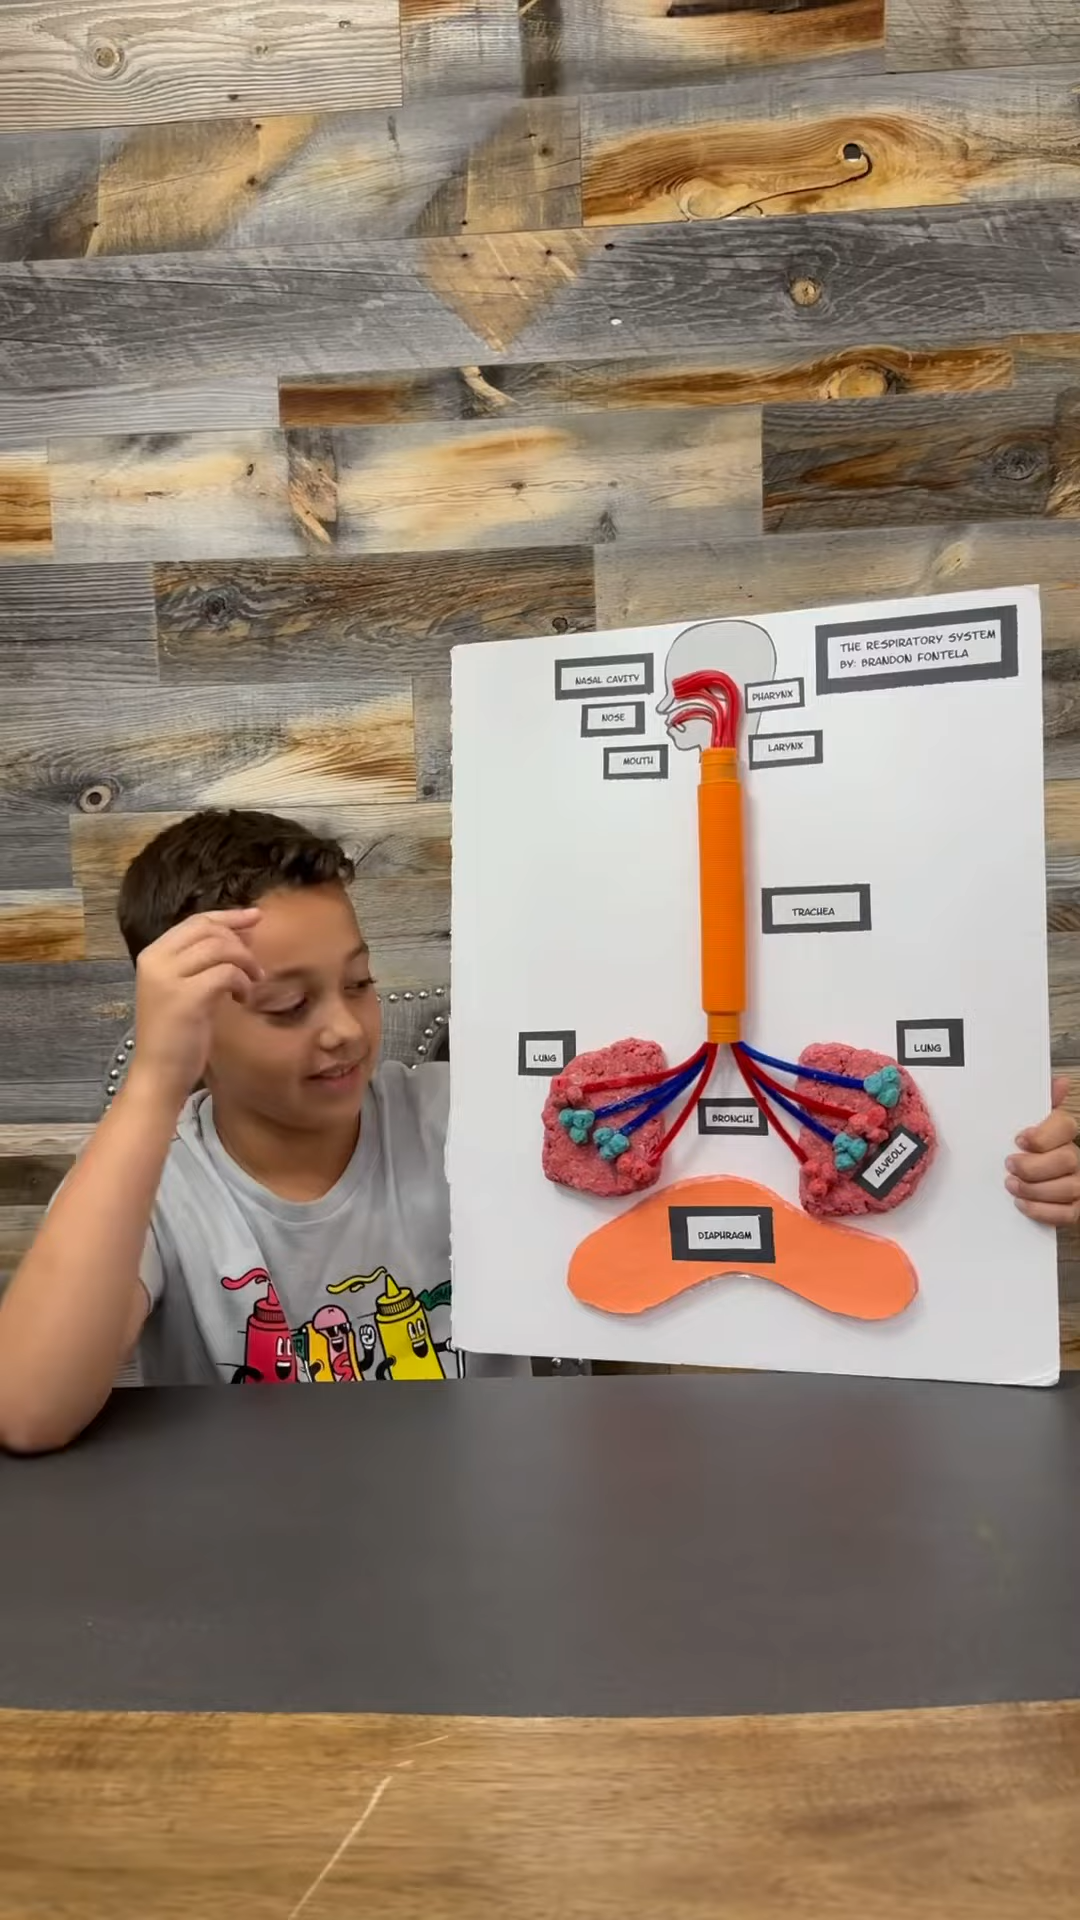 THE RESPIRATORY SYSTEM
BY: BRANDON FONTELA
NASAL CAVITY
PHARYNX
NOSE
LARYNX
MOUTH
TRACHEA
LUNG
LUNG
BRONCHI
ALVEOLI
DIAPHRAGM